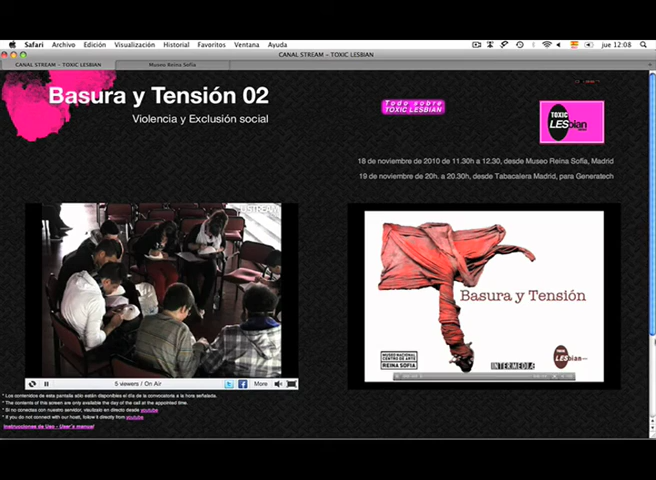 Safari Archivo Edición Visualización Historial Favoritos Ventana Ayuda
jue 12:08
CANAL STREAM – TOXIC LESBIAN
CANAL STREAM – TOXIC LESBIAN
Museo Reina Sofía
Basura y Tensión 02
Violencia y Exclusión social
Todo sobre
TOXIC LESBIAN
TOXIC
LESbian
18 de noviembre de 2010 de 11.30h a 12.30, desde Museo Reina Sofía, Madrid
19 de noviembre de 20h. a 20.30h, desde Tabacalera Madrid, para Generatech
USTREAM
Basura y Tensión
MUSEO NACIONAL
CENTRO DE ARTE
REINA SOFIA
INTERMEDIÆ
LESbian
5 viewers / On Air
More
* Los contenidos de esta pantalla sólo están disponibles el día de la convocatoria a la hora señalada.
* The contents of this screen are only available the day of the call at the appointed time.
* Si no conectas con nuestro servidor, visualízalo en directo desde youtube
* If you do not connect with our host, follow it directly from youtube
Instrucciones de Uso - User's manual